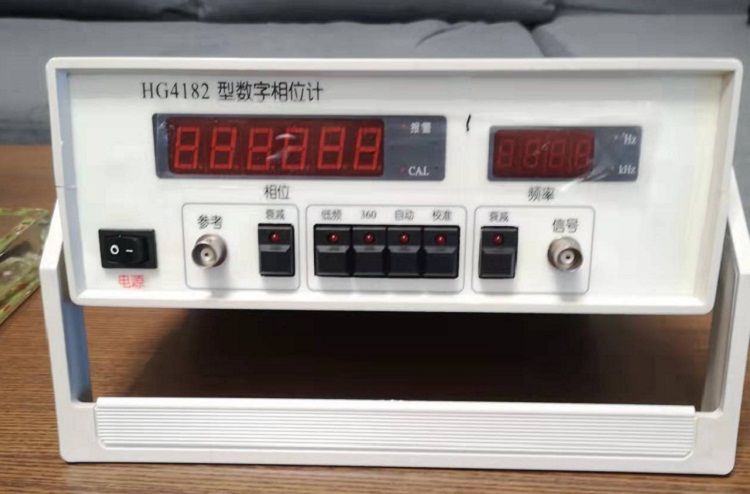 HG4182 型数字相位计
报警
CAL
Hz
kHz
相位
频率
参考
衰减
低频
360
自动
校准
衰减
信号
电源